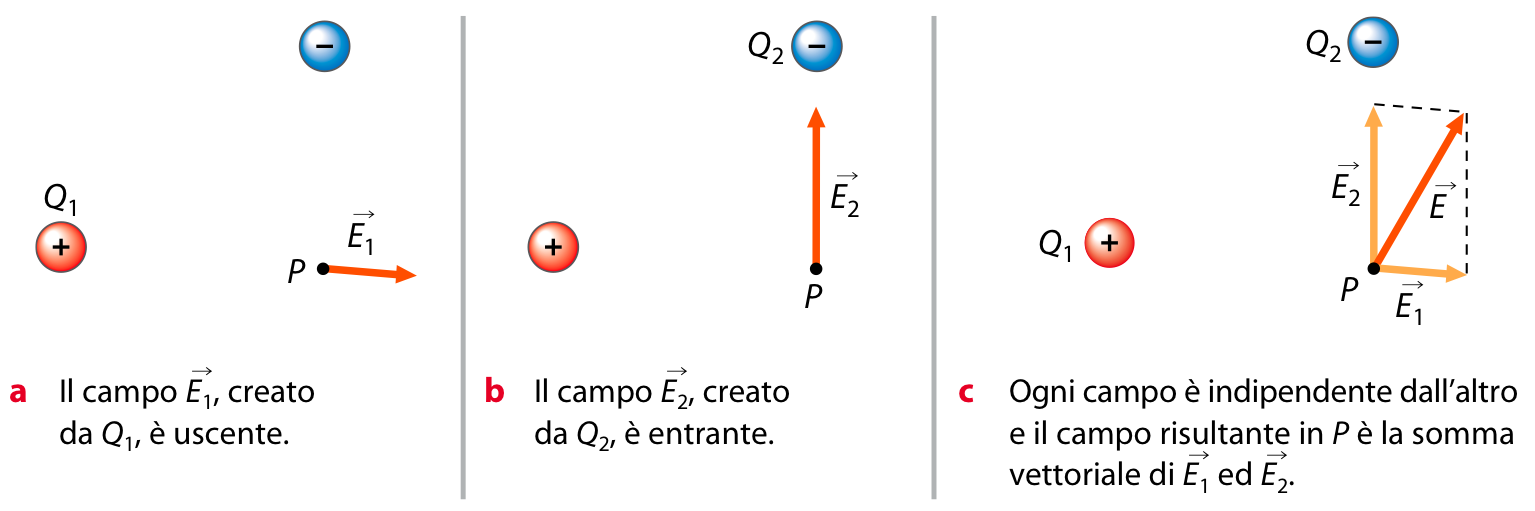 −
Q₁
+
P
E₁
a Il campo E₁, creato
da Q₁, è uscente.
Q₂ −
E₂
+
P
b Il campo E₂, creato
da Q₂, è entrante.
Q₂ −
E₂
E
Q₁ +
P
E₁
c Ogni campo è indipendente dall’altro
e il campo risultante in P è la somma
vettoriale di E₁ ed E₂.